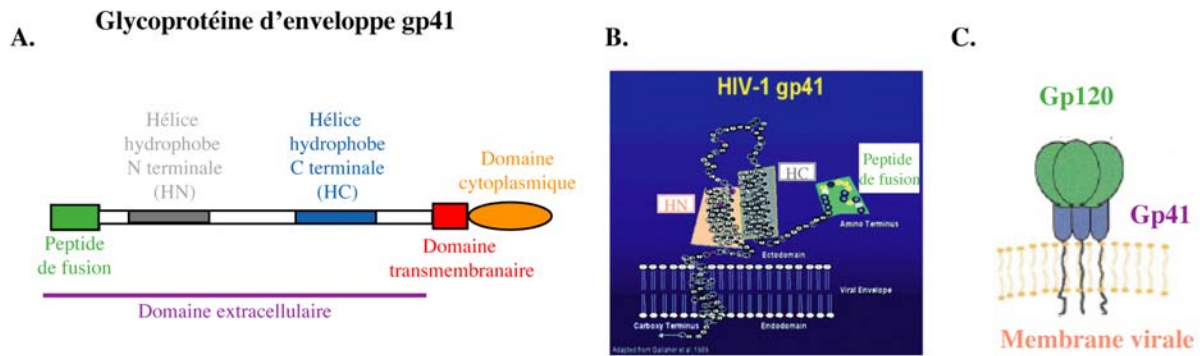 Glycoprotéine d'enveloppe gp41
A.
Hélice
hydrophobe
N terminale
(HN)
Hélice
hydrophobe
C terminale
(HC)
Domaine
cytoplasmique
Peptide
de fusion
Domaine
transmembranaire
Domaine extracellulaire
B.
HIV-1 gp41
HN
HC
Peptide
de fusion
Amino Terminus
Ectodomain
Viral Envelope
Carboxy Terminus
Endodomain
C.
Gp120
Gp41
Membrane virale